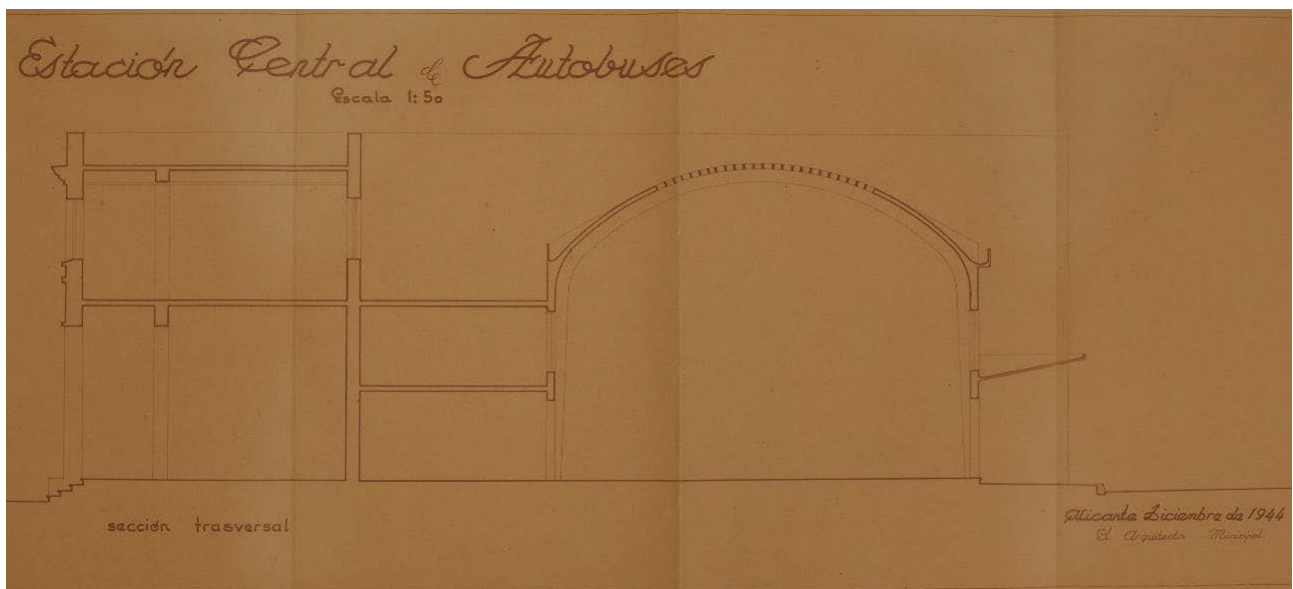 Estación Central de Autobuses
Escala 1:50
sección trasversal
Alicante Diciembre de 1944
El Arquitecto Municipal